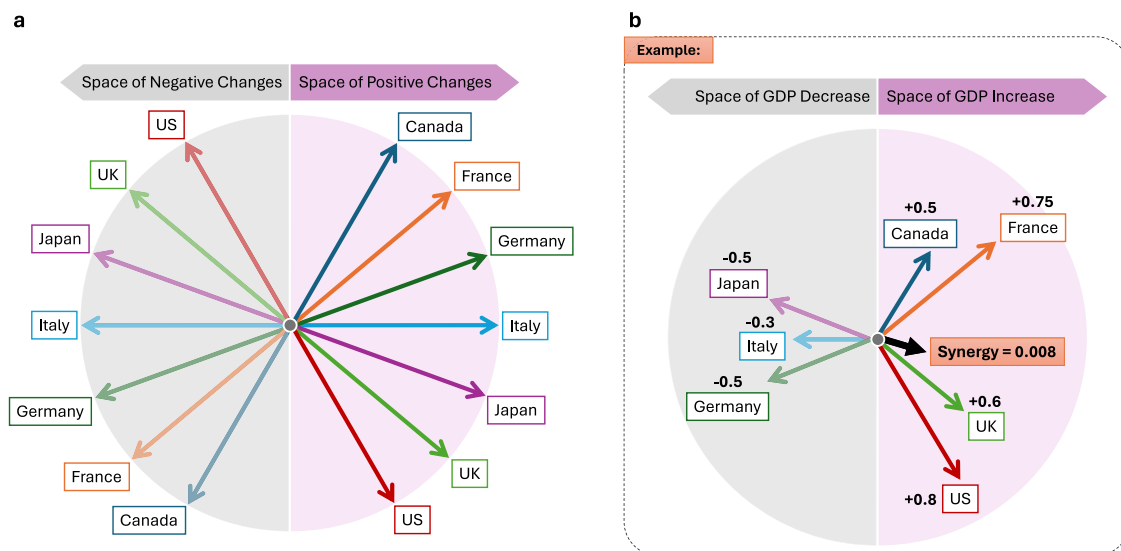 a
Space of Negative Changes
Space of Positive Changes
US
Canada
UK
France
Japan
Germany
Italy
Italy
Germany
Japan
France
UK
Canada
US
b
Example:
Space of GDP Decrease
Space of GDP Increase
+0.5
Canada
+0.75
France
-0.5
Japan
-0.3
Italy
Synergy = 0.008
-0.5
Germany
+0.6
UK
+0.8
US